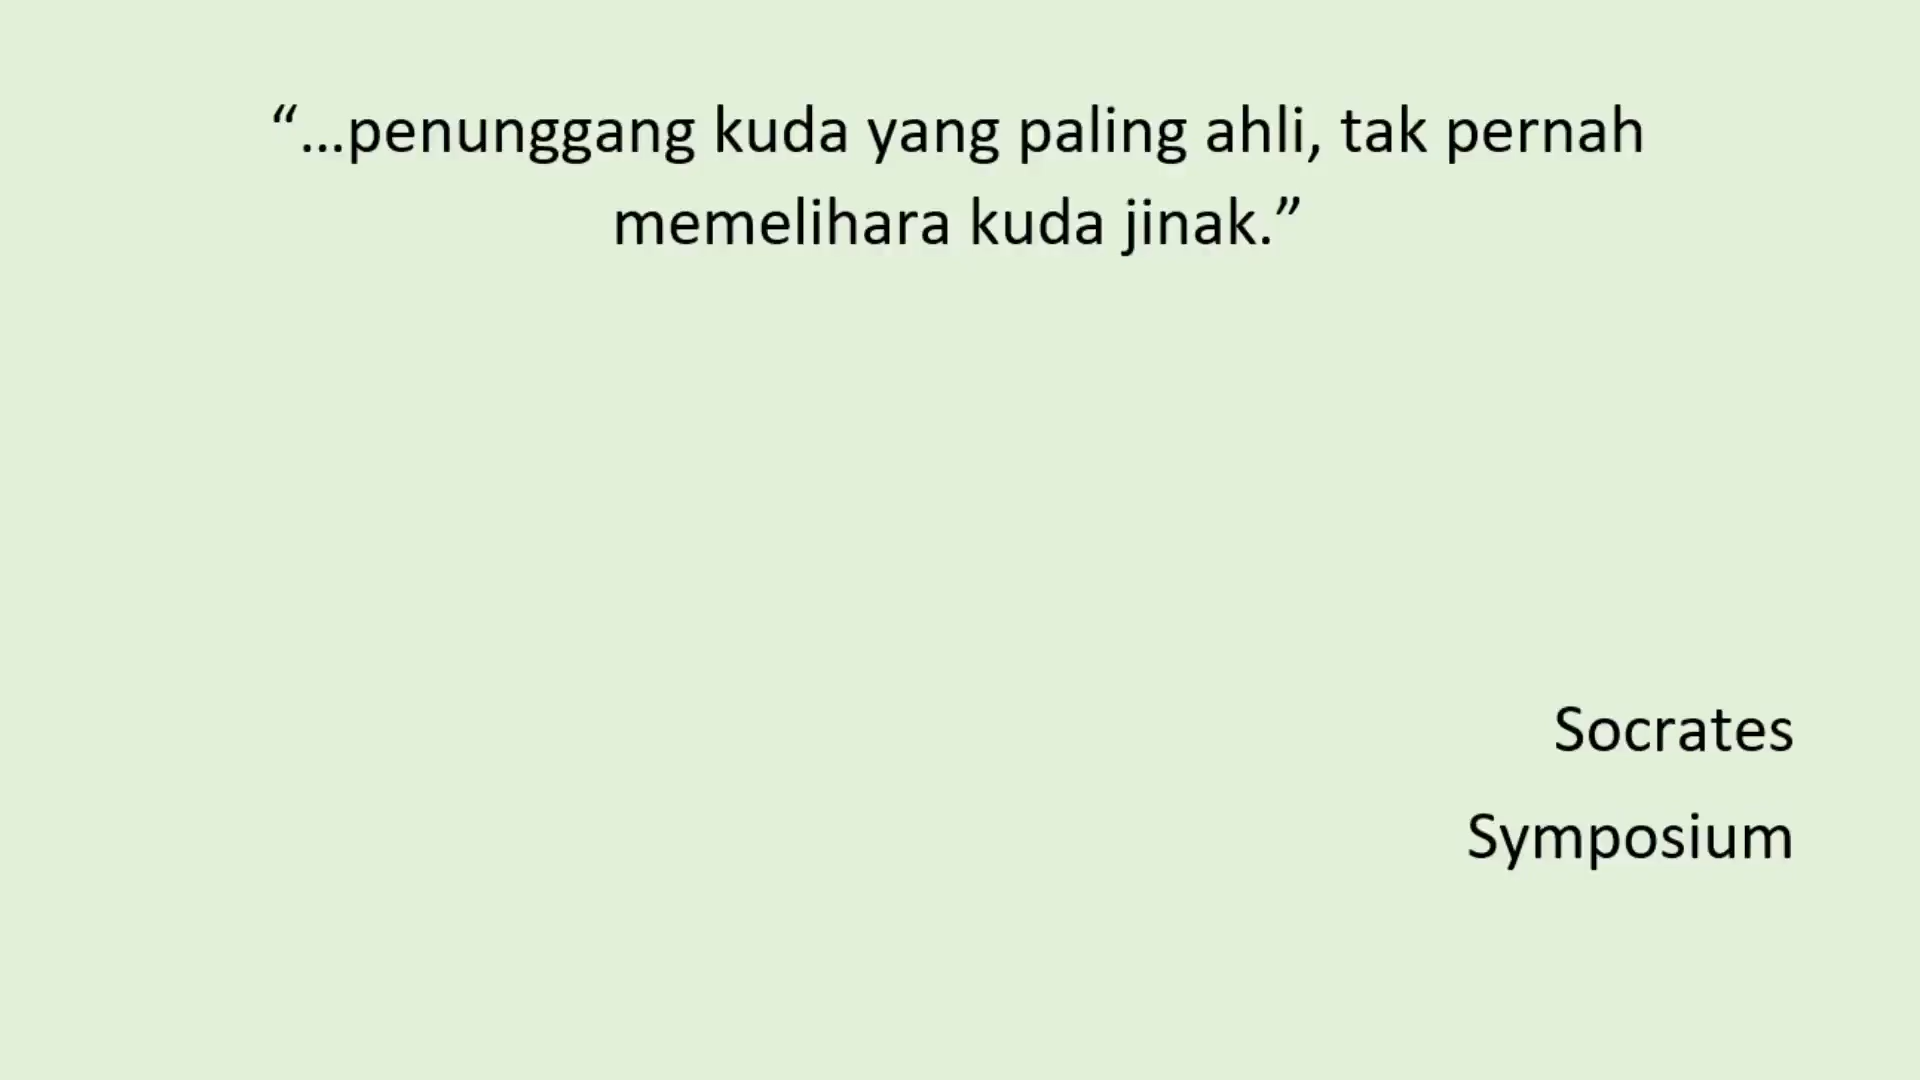 “...penunggang kuda yang paling ahli, tak pernah
memelihara kuda jinak.”
Socrates
Symposium